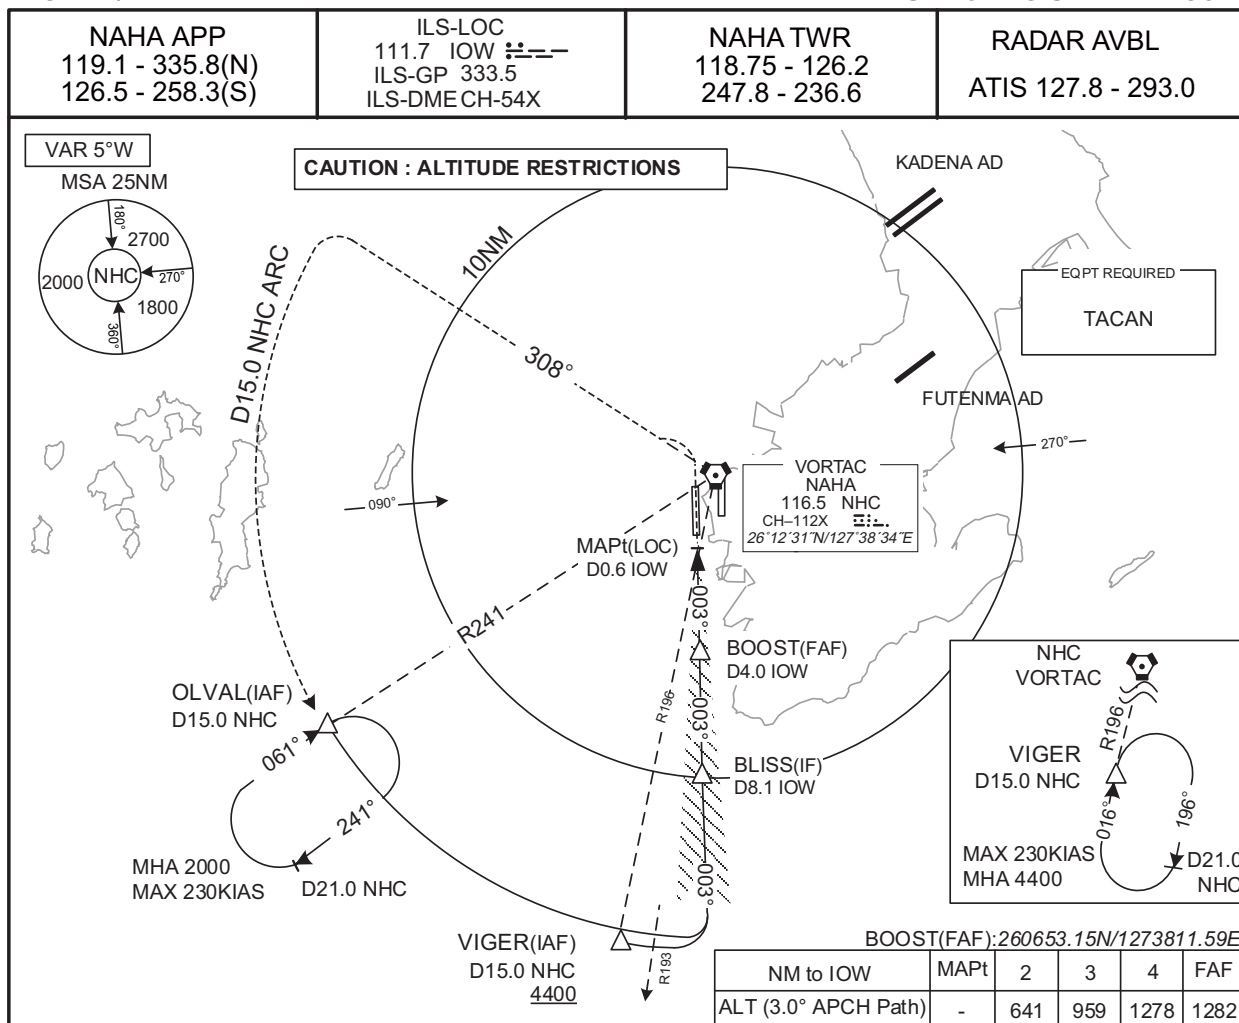 NAHA APP
119.1 - 335.8(N)
126.5 - 258.3(S)
ILS-LOC
111.7 IOW
ILS-GP 333.5
ILS-DME CH-54X
NAHA TWR
118.75 - 126.2
247.8 - 236.6
RADAR AVBL
ATIS 127.8 - 293.0
VAR 5°W
MSA 25NM
180°
2700
2000
NHC
270°
1800
360°
CAUTION : ALTITUDE RESTRICTIONS
KADENA AD
10NM
D15.0 NHC ARC
EQPT REQUIRED
TACAN
308°
FUTENMA AD
270°
090°
VORTAC
NAHA
116.5 NHC
CH–112X
26°12´31˝N/127°38´34˝E
MAPt(LOC)
D0.6 IOW
003°
R241
BOOST(FAF)
D4.0 IOW
R196
003°
OLVAL(IAF)
D15.0 NHC
061°
241°
BLISS(IF)
D8.1 IOW
MHA 2000
MAX 230KIAS
D21.0 NHC
003°
VIGER(IAF)
D15.0 NHC
4400
R193
NHC
VORTAC
R196
VIGER
D15.0 NHC
016°
196°
MAX 230KIAS
MHA 4400
D21.0
NHC
BOOST(FAF):260653.15N/1273811.59E
NM to IOW MAPt 2 3 4 FAF
ALT (3.0° APCH Path) - 641 959 1278 1282